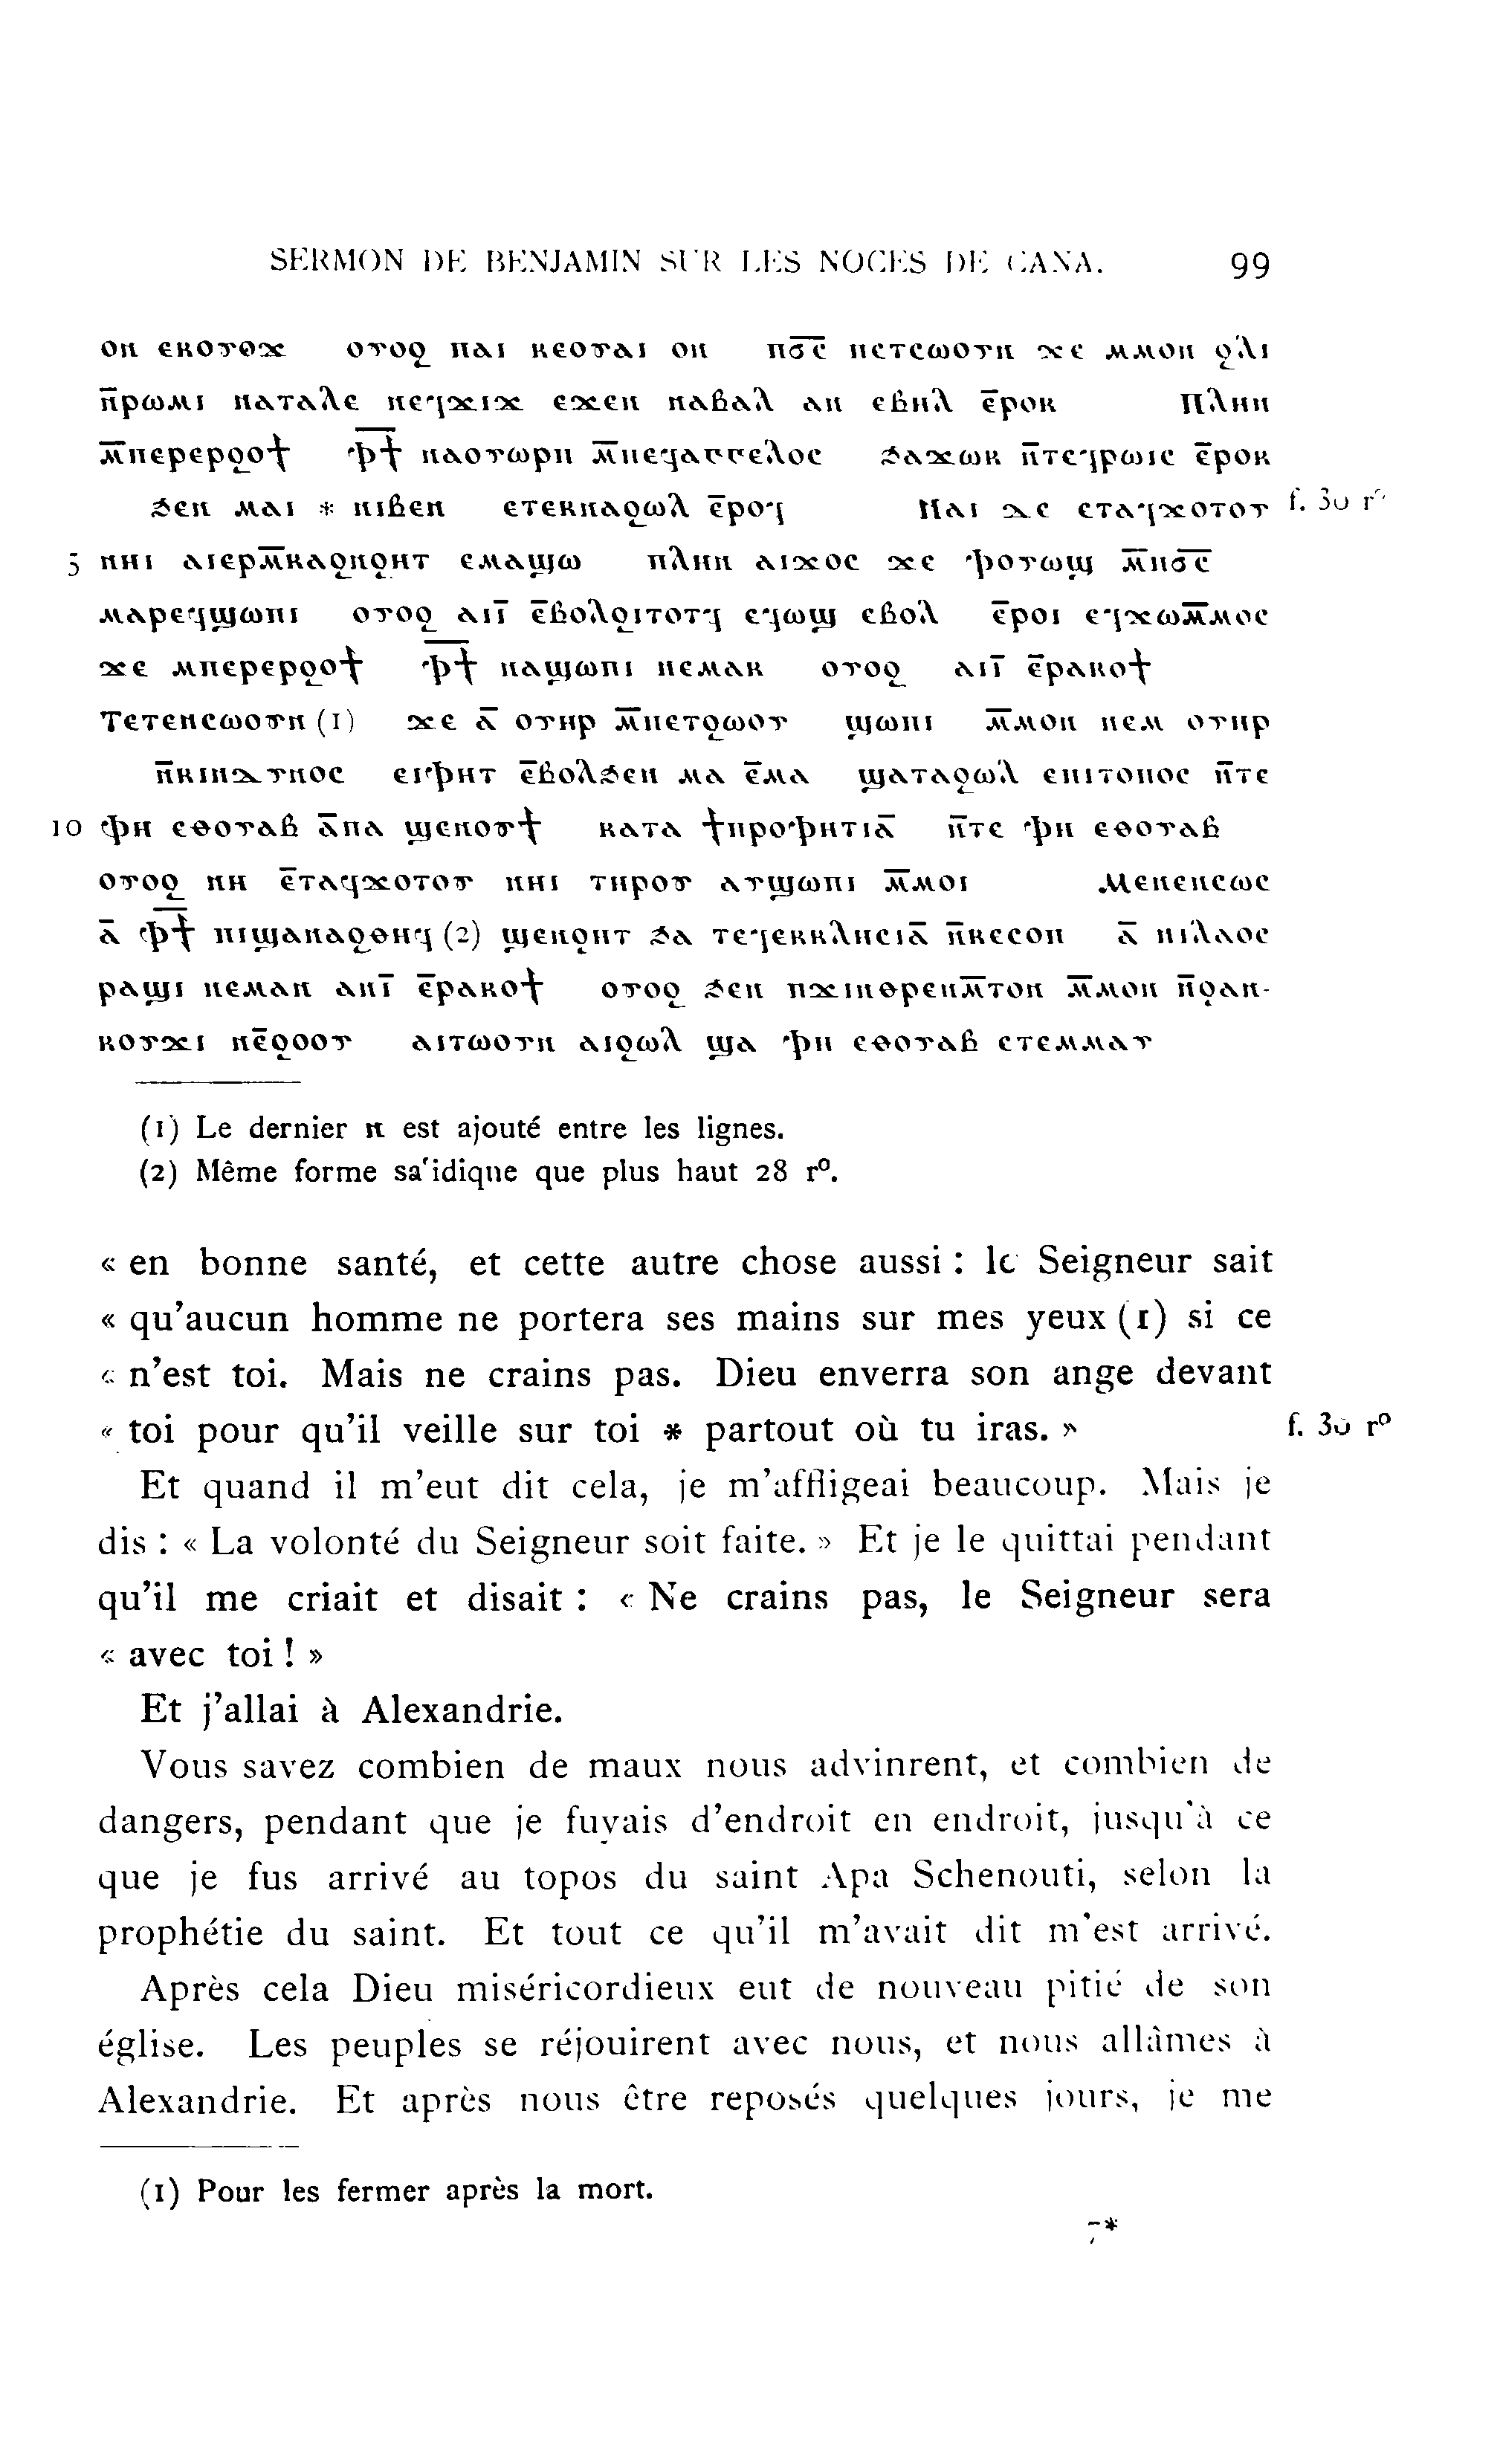 SERMON DE BENJAMIN SUR LES NOCES DE CANA. 99
ON ⲉⲕⲟⲩⲟϫ ⲟⲩⲟϩ ⲡⲁⲓ ⲕⲉⲟⲩⲁⲓ ⲟⲛ ⲡϭ̅ⲥ̅ ⲡⲉⲧⲥⲱⲟⲩⲛ ϫⲉ ⲙⲙⲟⲛ ϩⲗⲓ
ⲛ̅ⲣⲱⲙⲓ ⲛⲁⲧⲁⲗⲉ ⲛⲉϥϫⲓϫ ⲉϫⲉⲛ ⲛⲁⲃⲁⲗ ⲁⲛ ⲉⲃⲏⲗ ⲉ̅ⲣⲟⲕ Ⲡⲗⲏⲛ
ⲙ̅ⲡⲉⲣⲉⲣϩⲟϯ ⲫ̅ϯ̅ ⲛⲁⲟⲩⲱⲣⲡ ⲙ̅ⲡⲉϥⲁⲅⲅⲉⲗⲟⲥ ϧⲁϫⲱⲕ ⲛ̅ⲧⲉϥⲣⲱⲓⲥ ⲉ̅ⲣⲟⲕ
ϧⲉⲛ ⲙⲁⲓ * ⲛⲓⲃⲉⲛ ⲉⲧⲉⲕⲛⲁϩⲱⲗ ⲉ̅ⲣⲟϥ Ⲛⲁⲓ ⲇⲉ ⲉⲧⲁϥϫⲟⲧⲟⲩ f. 30 rº
5 ⲛⲏⲓ ⲁⲓⲉⲣⲙ̅ⲕⲁϩⲛϩⲏⲧ ⲉⲙⲁϣⲱ ⲡⲗⲏⲛ ⲁⲓϫⲟⲥ ϫⲉ ⲫⲟⲩⲱϣ ⲙ̅ⲡϭ̅ⲥ̅
ⲙⲁⲣⲉϥϣⲱⲡⲓ ⲟⲩⲟϩ ⲁⲓⲓ̅ ⲉ̅ⲃⲟⲗϩⲓⲧⲟⲧϥ ⲉϥⲱϣ ⲉⲃⲟⲗ ⲉ̅ⲣⲟⲓ ⲉϥϫⲱⲙ̅ⲙⲟⲥ
ϫⲉ ⲙⲡⲉⲣⲉⲣϩⲟϯ ⲫ̅ϯ̅ ⲛⲁϣⲱⲡⲓ ⲛⲉⲙⲁⲕ ⲟⲩⲟϩ ⲁⲓⲓ̅ ⲉ̅ⲣⲁⲕⲟϯ
Ⲧⲉⲧⲉⲛⲥⲱⲟⲩⲛ (1) ϫⲉ ⲁ̅ ⲟⲩⲏⲣ ⲙ̅ⲡⲉⲧϩⲱⲟⲩ ϣⲱⲡⲓ ⲙ̅ⲙⲟⲛ ⲛⲉⲙ ⲟⲩⲏⲣ
ⲛ̅ⲕⲓⲛⲇⲩⲛⲟⲥ ⲉⲓⲫⲏⲧ ⲉ̅ⲃⲟⲗϧⲉⲛ ⲙⲁ ⲉ̅ⲙⲁ ϣⲁⲧⲁϩⲱⲗ ⲉⲡⲓⲧⲟⲡⲟⲥ ⲛ̅ⲧⲉ
10 ⲫⲏ ⲉⲑⲟⲩⲁⲃ ⲁ̅ⲡⲁ ϣⲉⲛⲟⲩϯ ⲕⲁⲧⲁ ϯⲡⲣⲟⲫⲏⲧⲓⲁ̅ ⲛ̅ⲧⲉ ⲫⲏ ⲉⲑⲟⲩⲁⲃ
ⲟⲩⲟϩ ⲛⲏ ⲉ̅ⲧⲁϥϫⲟⲧⲟⲩ ⲛⲏⲓ ⲧⲏⲣⲟⲩ ⲁⲩϣⲱⲡⲓ ⲙ̅ⲙⲟⲓ Ⲙⲉⲛⲉⲛⲥⲱⲥ
ⲁ̅ ⲫ̅ϯ̅ ⲡⲓϣⲁⲛⲁϩⲑⲏϥ (2) ϣⲉⲛϩⲏⲧ ϧⲁ ⲧⲉϥⲉⲕⲕⲗⲏⲥⲓⲁ̅ ⲛ̅ⲕⲉⲥⲟⲡ ⲁ̅ ⲡⲓⲗⲁⲟⲥ
ⲣⲁϣⲓ ⲛⲉⲙⲁⲛ ⲁⲛⲓ̅ ⲉ̅ⲣⲁⲕⲟϯ ⲟⲩⲟϩ ϧⲉⲛ ⲡϫⲓⲛⲑⲣⲉⲛⲙ̅ⲧⲟⲛ ⲙ̅ⲙⲟⲛ ⲛ̅ϩⲁⲛ-
ⲕⲟⲩϫⲓ ⲛⲉ̅ϩⲟⲟⲩ ⲁⲓⲧⲱⲟⲩⲛ ⲁⲓϩⲱⲗ ϣⲁ ⲫⲏ ⲉⲑⲟⲩⲁⲃ ⲉⲧⲉⲙⲙⲁⲩ
(1) Le dernier ⲛ est ajouté entre les lignes.
(2) Même forme saʿidique que plus haut 28 rº.
« en bonne santé, et cette autre chose aussi : le Seigneur sait
« qu'aucun homme ne portera ses mains sur mes yeux (1) si ce
« n'est toi. Mais ne crains pas. Dieu enverra son ange devant
« toi pour qu'il veille sur toi * partout où tu iras. » f. 30 rº
Et quand il m'eut dit cela, je m'affligeai beaucoup. Mais je
dis : « La volonté du Seigneur soit faite. » Et je le quittai pendant
qu'il me criait et disait : « Ne crains pas, le Seigneur sera
« avec toi ! »
Et j'allai à Alexandrie.
Vous savez combien de maux nous advinrent, et combien de
dangers, pendant que je fuyais d'endroit en endroit, jusqu'à ce
que je fus arrivé au topos du saint Apa Schenouti, selon la
prophétie du saint. Et tout ce qu'il m'avait dit m'est arrivé.
Après cela Dieu miséricordieux eut de nouveau pitié de son
église. Les peuples se réjouirent avec nous, et nous allâmes à
Alexandrie. Et après nous être reposés quelques jours, je me
(1) Pour les fermer après la mort.
7*